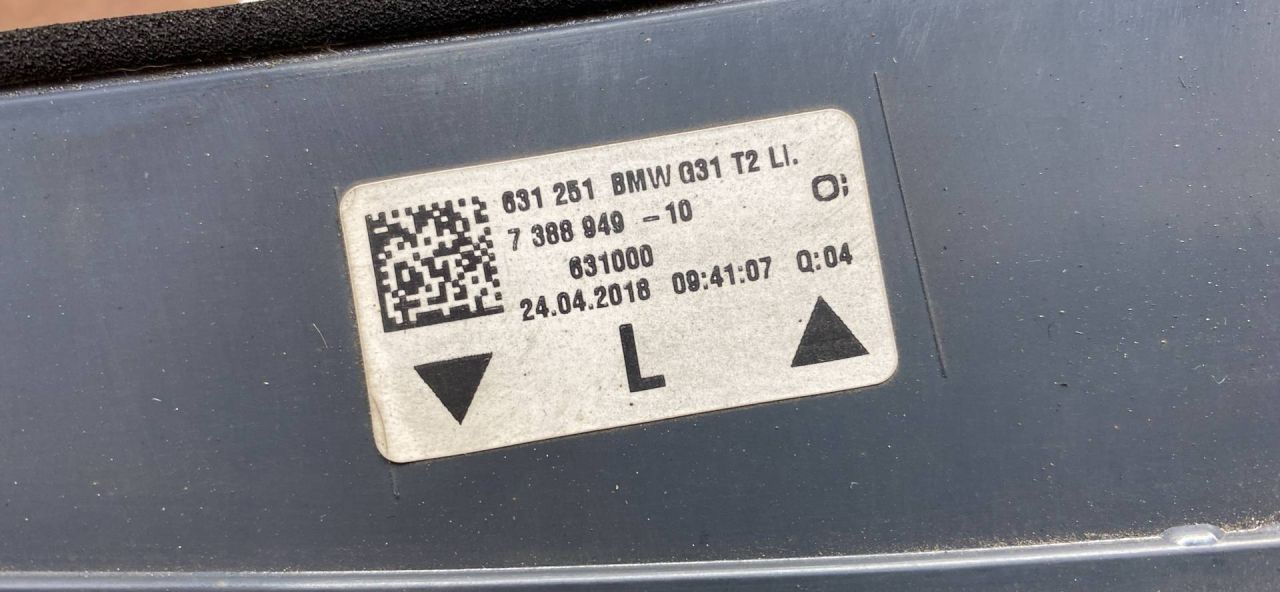 631 251 BMW G31 T2 LI.
7 388 949 -10
O;
631000
24.04.2018 09:41:07 Q:04
L